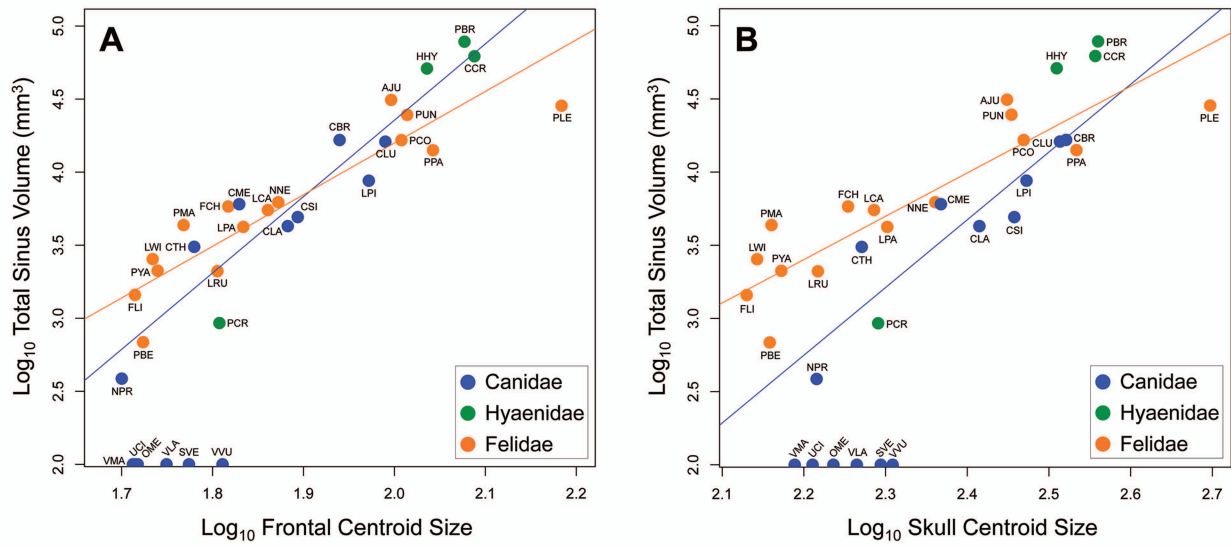 A
Log10 Total Sinus Volume (mm3)
5.0
4.5
4.0
3.5
3.0
2.5
2.0
PBR
HHY
CCR
AJU
PUN
PLE
CBR
PCO
CLU
PPA
LPI
CME
NNE
LCA
FCH
CSI
PMA
LPA
CLA
LWI
CTH
PYA
LRU
FLI
PCR
PBE
NPR
VMA
UCI
OME
VLA
SVE
VVU
Canidae
Hyaenidae
Felidae
1.7
1.8
1.9
2.0
2.1
2.2
Log10 Frontal Centroid Size
B
Log10 Total Sinus Volume (mm3)
5.0
4.5
4.0
3.5
3.0
2.5
2.0
PBR
HHY
CCR
AJU
PUN
PLE
CLU
CBR
PCO
PPA
LPI
FCH
LCA
NNE
CME
PMA
LPA
CLA
CSI
LWI
PYA
CTH
LRU
FLI
PCR
PBE
NPR
VMA
UCI
OME
VLA
SVE
VVU
Canidae
Hyaenidae
Felidae
2.1
2.2
2.3
2.4
2.5
2.6
2.7
Log10 Skull Centroid Size